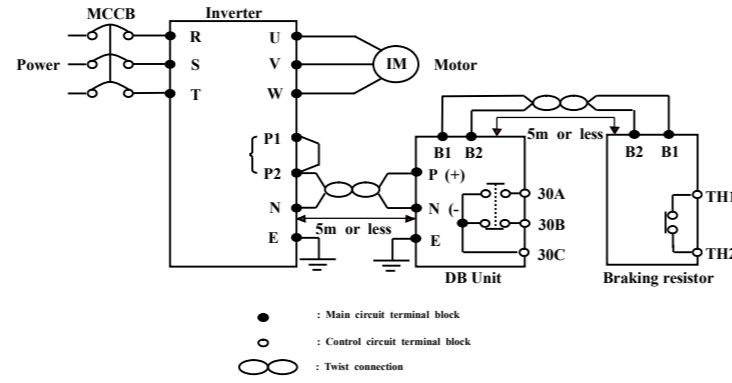 MCCB
Inverter
Power
R
S
T
U
V
W
IM
Motor
P1
P2
N
E
5m or less
B1 B2
P (+)
N (-
E
30A
30B
30C
DB Unit
5m or less
B2 B1
TH1
TH2
Braking resistor
: Main circuit terminal block
: Control circuit terminal block
: Twist connection